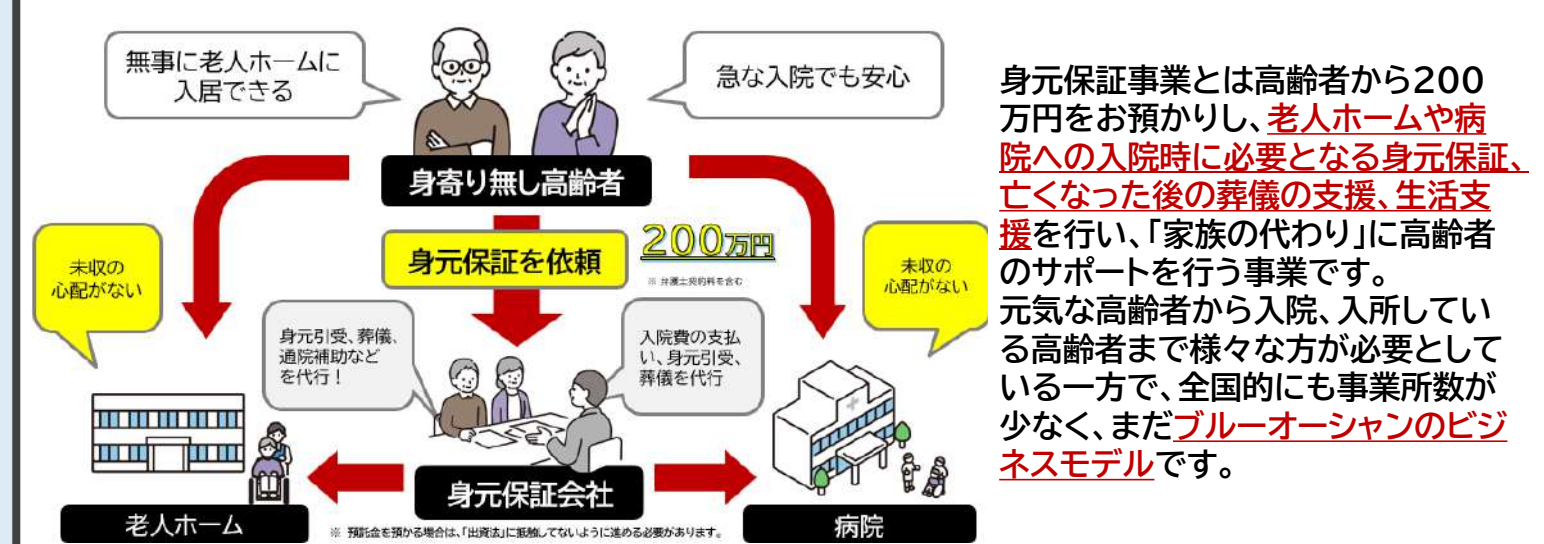 無事に老人ホームに
入居できる
急な入院でも安心
身寄り無し高齢者
未収の
心配がない
身元保証を依頼
200万円
※ 弁護士契約料を含む
未収の
心配がない
身元引受、葬儀、
通院補助など
を代行！
入院費の支払
い、身元引受、
葬儀を代行
老人ホーム
身元保証会社
病院
※ 預託金を預かる場合は、「出資法」に抵触してないように進める必要があります。
身元保証事業とは高齢者から200
万円をお預かりし、老人ホームや病
院への入院時に必要となる身元保証、
亡くなった後の葬儀の支援、生活支
援を行い、「家族の代わり」に高齢者
のサポートを行う事業です。
元気な高齢者から入院、入所してい
る高齢者まで様々な方が必要として
いる一方で、全国的にも事業所数が
少なく、まだブルーオーシャンのビジ
ネスモデルです。